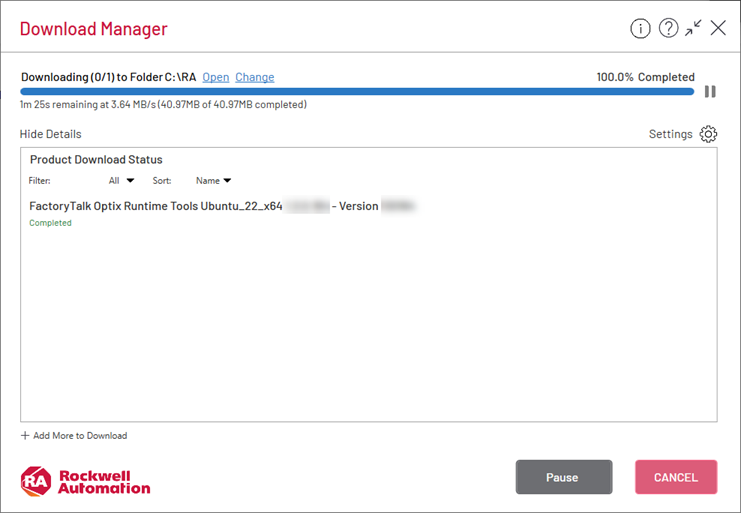 Download Manager
Downloading (0/1) to Folder C:\RA Open Change 100.0% Completed
1m 25s remaining at 3.64 MB/s (40.97MB of 40.97MB completed)
Hide Details Settings
Product Download Status
Filter: All Sort: Name
FactoryTalk Optix Runtime Tools Ubuntu_22_x64 - Version
Completed
+ Add More to Download
RA Rockwell
Automation
Pause CANCEL